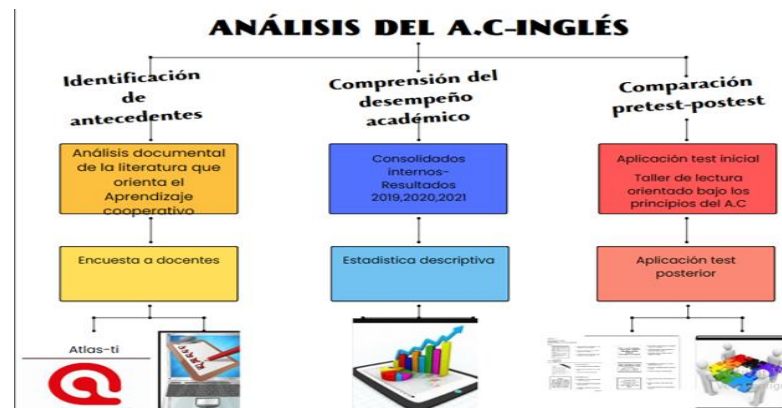 ANÁLISIS DEL A.C-INGLÉS
Identificación
de
antecedentes
Análisis documental
de la literatura que
orienta el
Aprendizaje
cooperativo
Encuesta a docentes
Atlas-ti
Comprensión del
desempeño
académico
Consolidados
internos-
Resultados
2019,2020,2021
Estadística descriptiva
Comparación
pretest-postest
Aplicación test inicial
Taller de lectura
orientado bajo los
principios del A.C
Aplicación test
posterior